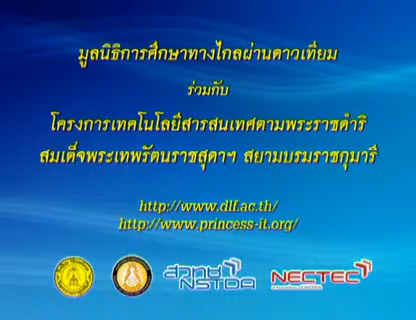 มูลนิธิการศึกษาทางไกลผ่านดาวเทียม
ร่วมกับ
โครงการเทคโนโลยีสารสนเทศตามพระราชดำริ
สมเด็จพระเทพรัตนราชสุดาฯ สยามบรมราชกุมารี
http://www.dlf.ac.th/
http://www.princess-it.org/
สวทช
NSTDA
NECTEC